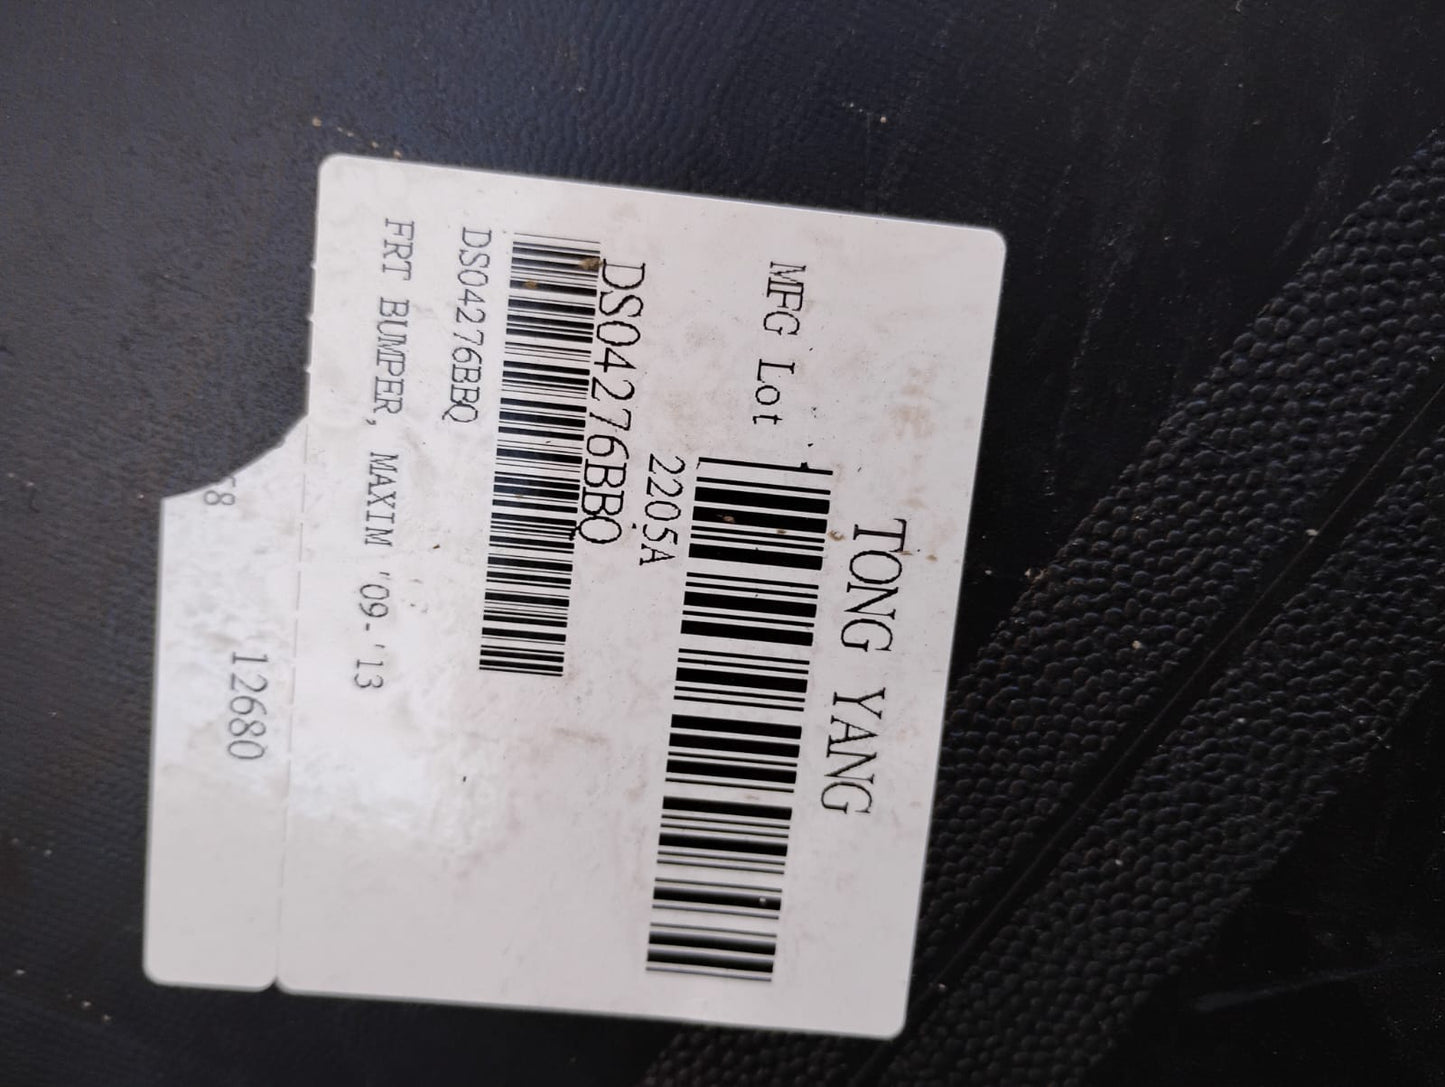 TONG YANG
MFG Lot
2205A
DS04276BBQ
DS04276BBQ
FRT BUMPER, MAXIM '09-'13
12680